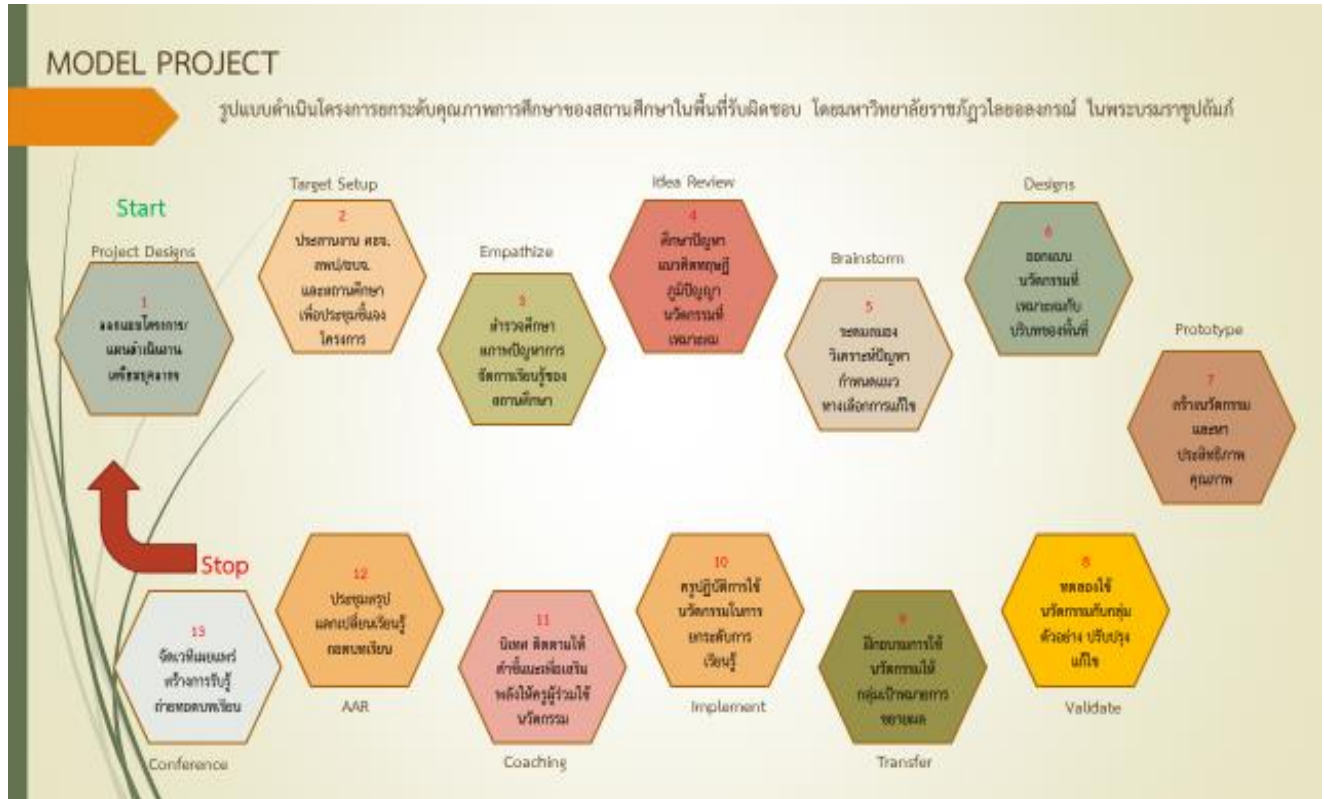 MODEL PROJECT
รูปแบบดำเนินโครงการยกระดับคุณภาพการศึกษาของสถานศึกษาในพื้นที่รับผิดชอบ โดยมหาวิทยาลัยราชภัฏวไลยอลงกรณ์ ในพระบรมราชูปถัมภ์
Start
Project Designs
1
ออกแบบโครงการ/
แผนดำเนินงาน
เตรียมบุคลากร
Target Setup
2
ประสานงาน ศธจ.
สพป/อบจ.
และสถานศึกษา
เพื่อประชุมชี้แจง
โครงการ
Empathize
3
สำรวจศึกษา
สภาพปัญหาการ
จัดการเรียนรู้ของ
สถานศึกษา
Idea Review
4
ศึกษาปัญหา
แนวคิดทฤษฎี
ภูมิปัญญา
นวัตกรรมที่
เหมาะสม
Brainstorm
5
ระดมสมอง
วิเคราะห์ปัญหา
กำหนดแนว
ทางเลือกการแก้ไข
Designs
6
ออกแบบ
นวัตกรรมที่
เหมาะสมกับ
บริบทของพื้นที่
Prototype
7
สร้างนวัตกรรม
และหา
ประสิทธิภาพ
คุณภาพ
8
ทดลองใช้
นวัตกรรมกับกลุ่ม
ตัวอย่าง ปรับปรุง
แก้ไข
Validate
9
ฝึกอบรมการใช้
นวัตกรรมให้
กลุ่มเป้าหมายการ
ขยายผล
Transfer
10
ครูปฏิบัติการใช้
นวัตกรรมในการ
ยกระดับการ
เรียนรู้
Implement
11
นิเทศ ติดตามให้
คำชี้แนะเพื่อเสริม
พลังให้ครูผู้ร่วมใช้
นวัตกรรม
Coaching
12
ประชุมสรุป
แลกเปลี่ยนเรียนรู้
ถอดบทเรียน
AAR
Stop
13
จัดเวทีเผยแพร่
สร้างการรับรู้
ถ่ายทอดบทเรียน
Conference